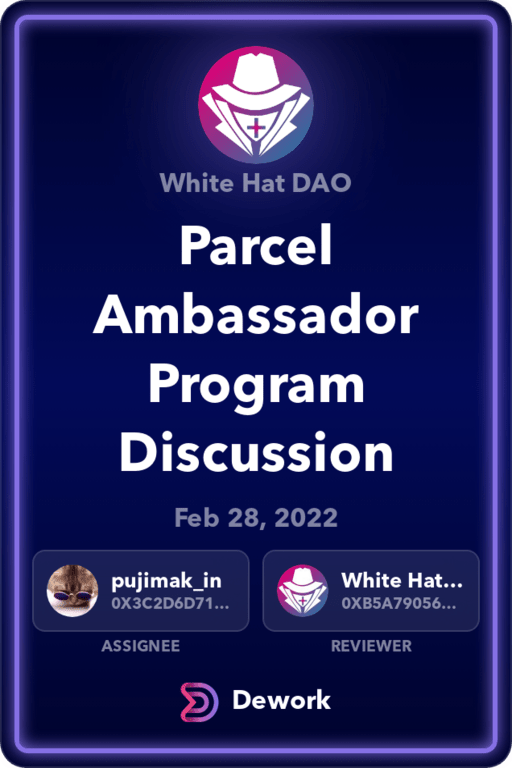 White Hat DAO
Parcel
Ambassador
Program
Discussion
Feb 28, 2022
pujimak_in
0X3C2D6D71...
White Hat...
0XB5A79056...
ASSIGNEE
REVIEWER
Dework